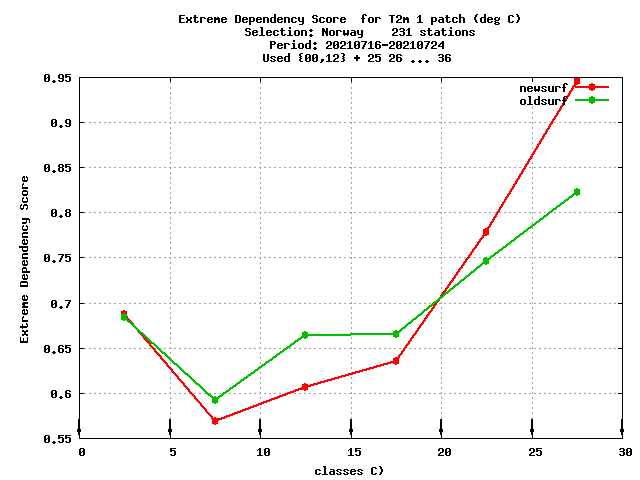 Extreme Dependency Score  for T2m 1 patch (deg C)
Selection: Norway    231 stations
Period: 20210716-20210724
Used {00,12} + 25 26 ... 36
0.95
0.9
0.85
0.8
0.75
0.7
0.65
0.6
0.55
Extreme Dependency Score
newsurf
oldsurf
0 5 10 15 20 25 30
classes C)